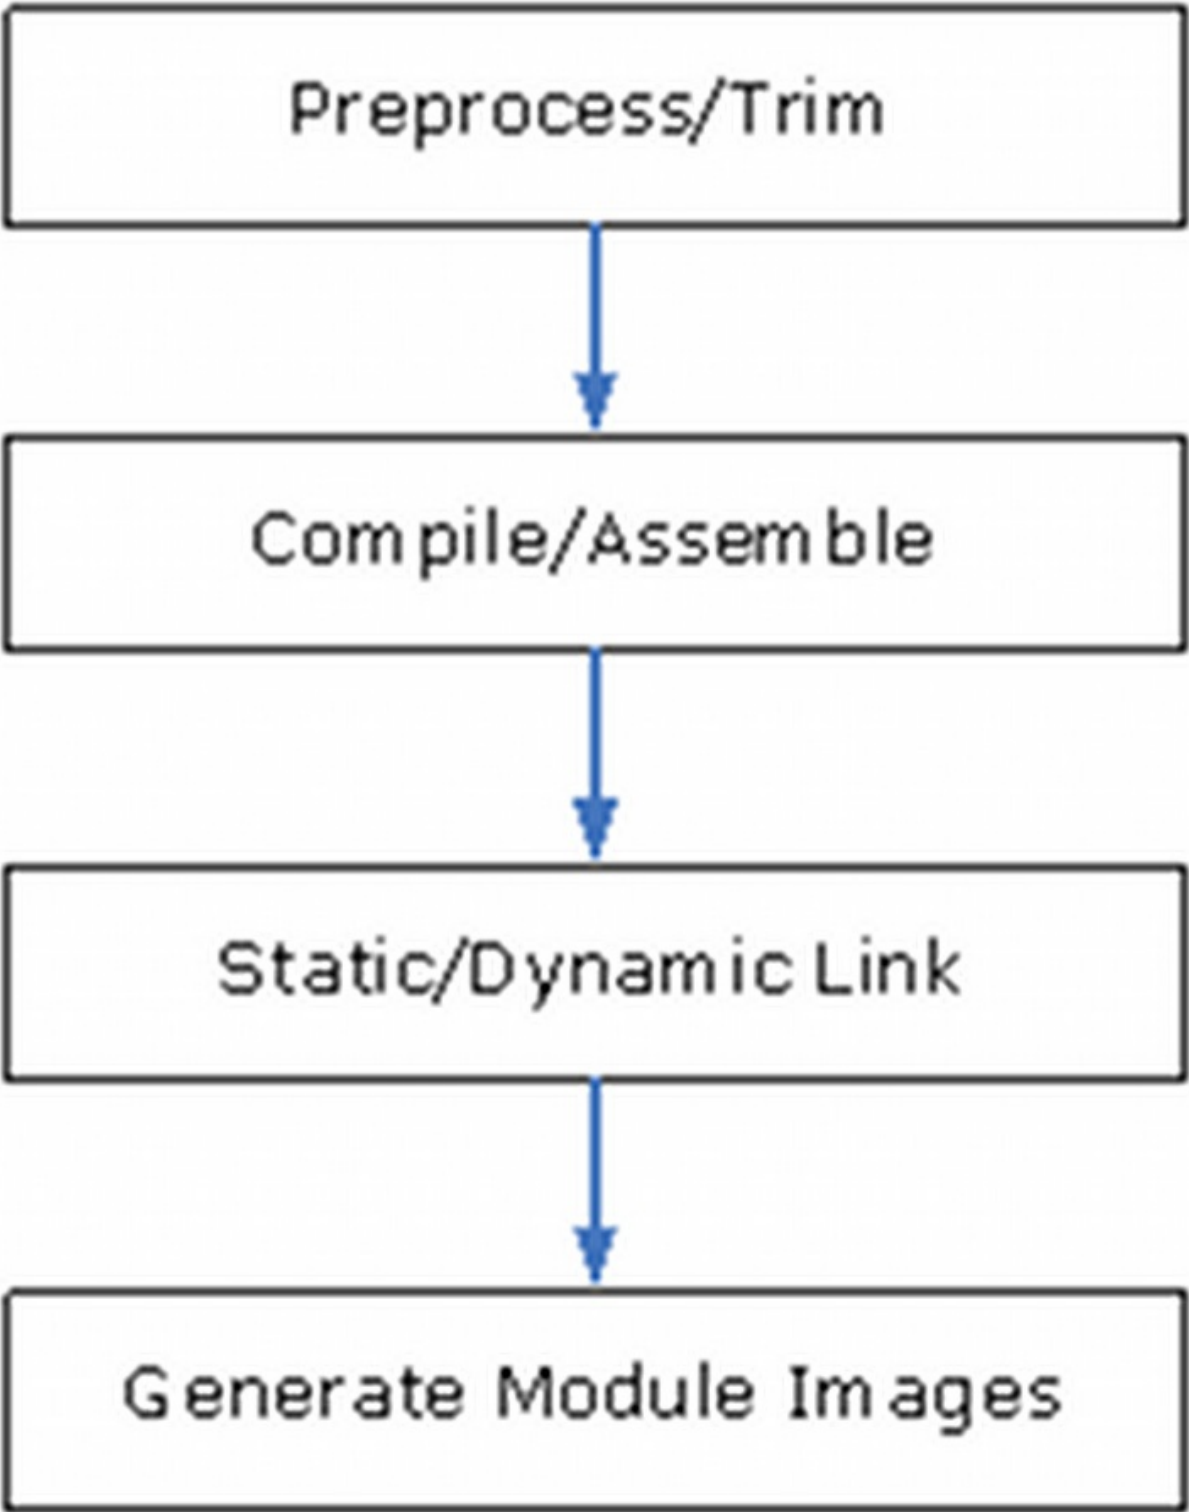 Preprocess/Trim
Compile/Assemble
Static/Dynamic Link
Generate Module Images